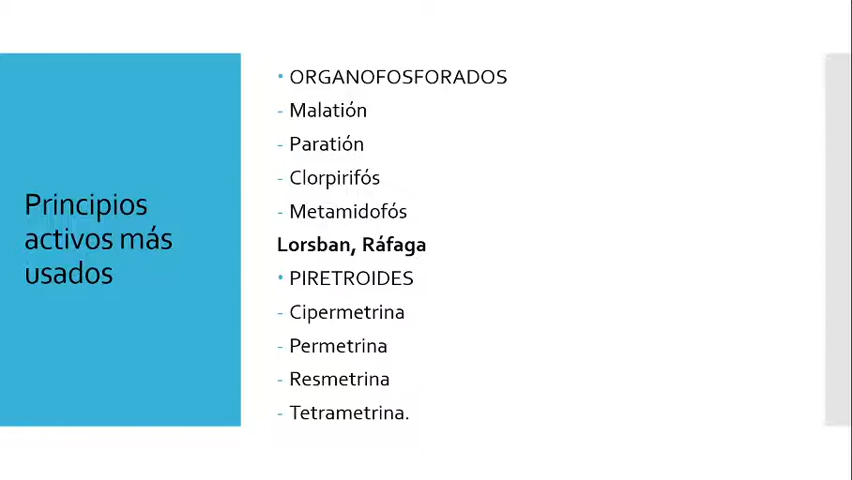 Principios
activos más
usados
• ORGANOFOSFORADOS
- Malatión
- Paratión
- Clorpirifós
- Metamidofós
Lorsban, Ráfaga
• PIRETROIDES
- Cipermetrina
- Permetrina
- Resmetrina
- Tetrametrina.